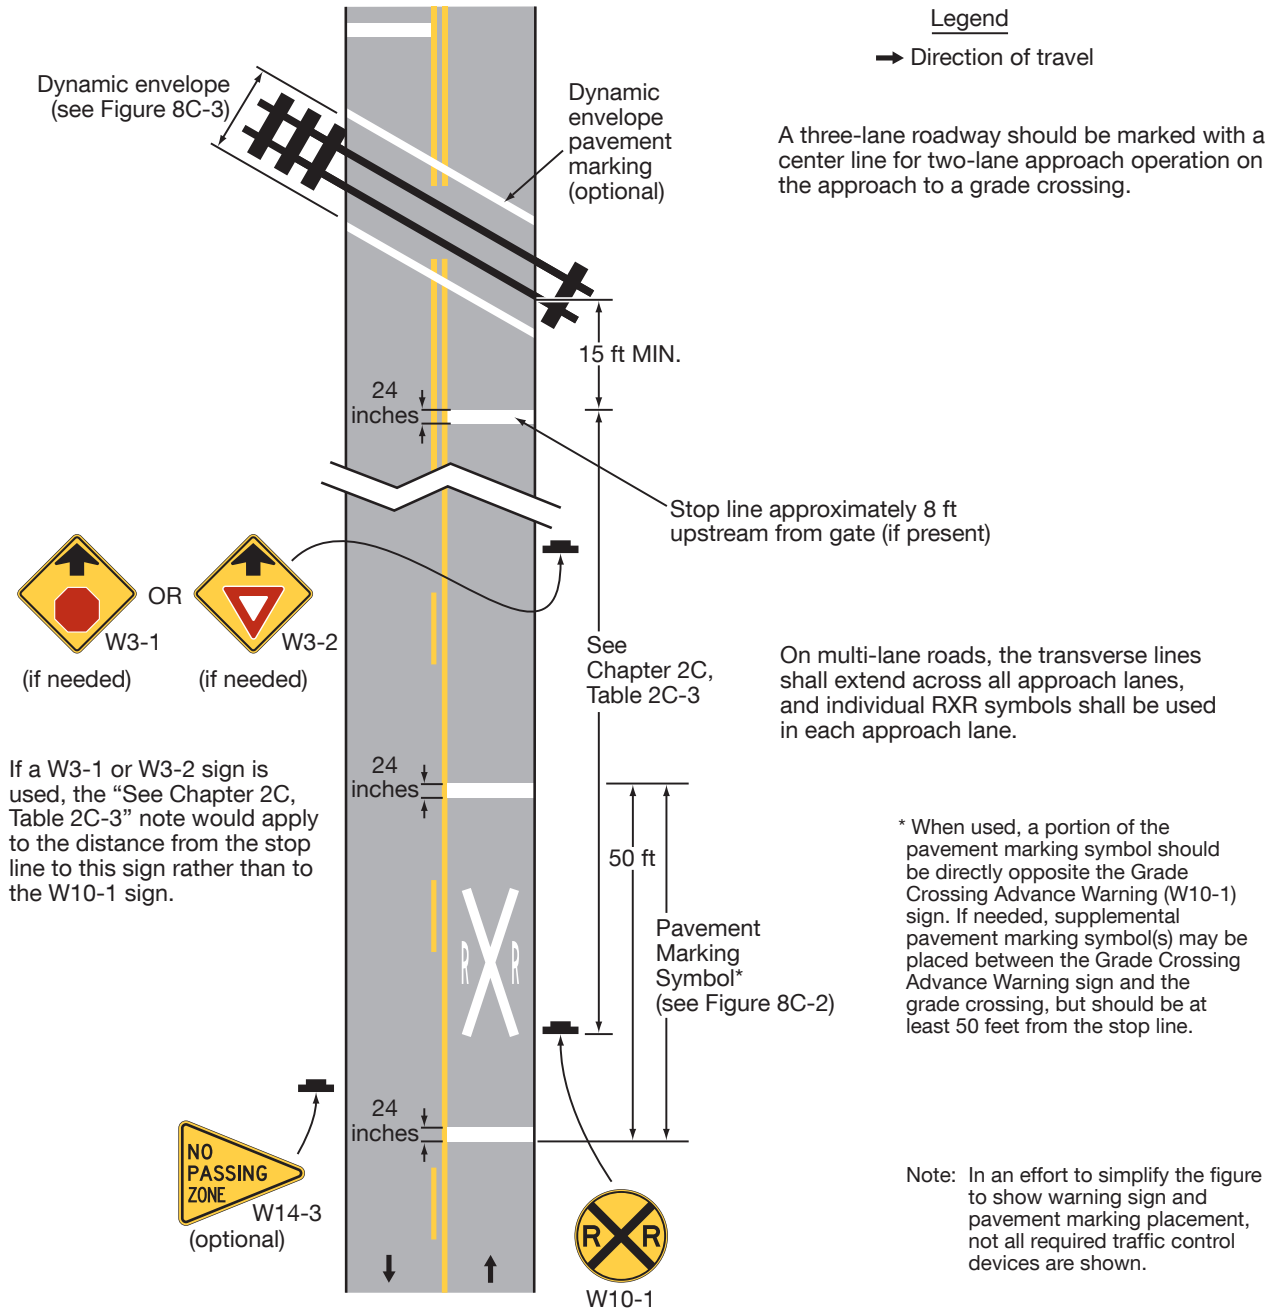 Legend
Direction of travel
Dynamic envelope
(see Figure 8C-3)
Dynamic
envelope
pavement
marking
(optional)
A three-lane roadway should be marked with a
center line for two-lane approach operation on
the approach to a grade crossing.
15 ft MIN.
24
inches
Stop line approximately 8 ft
upstream from gate (if present)
OR
W3-1
(if needed)
W3-2
(if needed)
See
Chapter 2C,
Table 2C-3
On multi-lane roads, the transverse lines
shall extend across all approach lanes,
and individual RXR symbols shall be used
in each approach lane.
If a W3-1 or W3-2 sign is
used, the “See Chapter 2C,
Table 2C-3” note would apply
to the distance from the stop
line to this sign rather than to
the W10-1 sign.
24
inches
50 ft
* When used, a portion of the
pavement marking symbol should
be directly opposite the Grade
Crossing Advance Warning (W10-1)
sign. If needed, supplemental
pavement marking symbol(s) may be
placed between the Grade Crossing
Advance Warning sign and the
grade crossing, but should be at
least 50 feet from the stop line.
R R
Pavement
Marking
Symbol*
(see Figure 8C-2)
24
inches
NO
PASSING
ZONE
W14-3
(optional)
R R
W10-1
Note: In an effort to simplify the figure
to show warning sign and
pavement marking placement,
not all required traffic control
devices are shown.